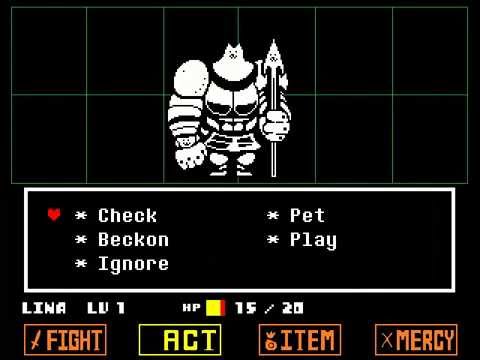 * Check * Pet
* Beckon * Play
* Ignore
LINA LV 1 HP 15 / 20
FIGHT ACT ITEM MERCY